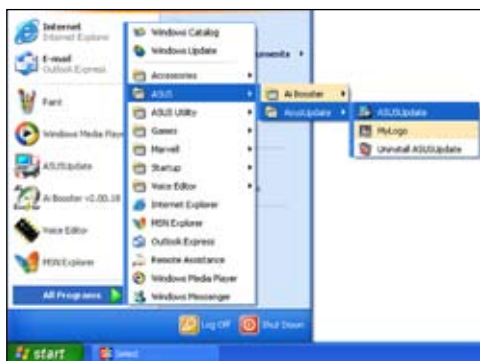 Internet
Internet Explorer
E-mail
Outlook Express
Paint
Windows Media Player
ASUSUpdate
Ai Booster v2.00.18
Voice Editor
MSN Explorer
All Programs
Windows Catalog
Windows Update
Accessories
ASUS
ASUS Utility
Games
Marvell
Startup
Voice Editor
Internet Explorer
MSN Explorer
Outlook Express
Remote Assistance
Windows Media Player
Windows Messenger
Ai Booster
AsusUpdate
ASUSUpdate
MyLogo
Uninstall ASUSUpdate
Log Off
Shut Down
start